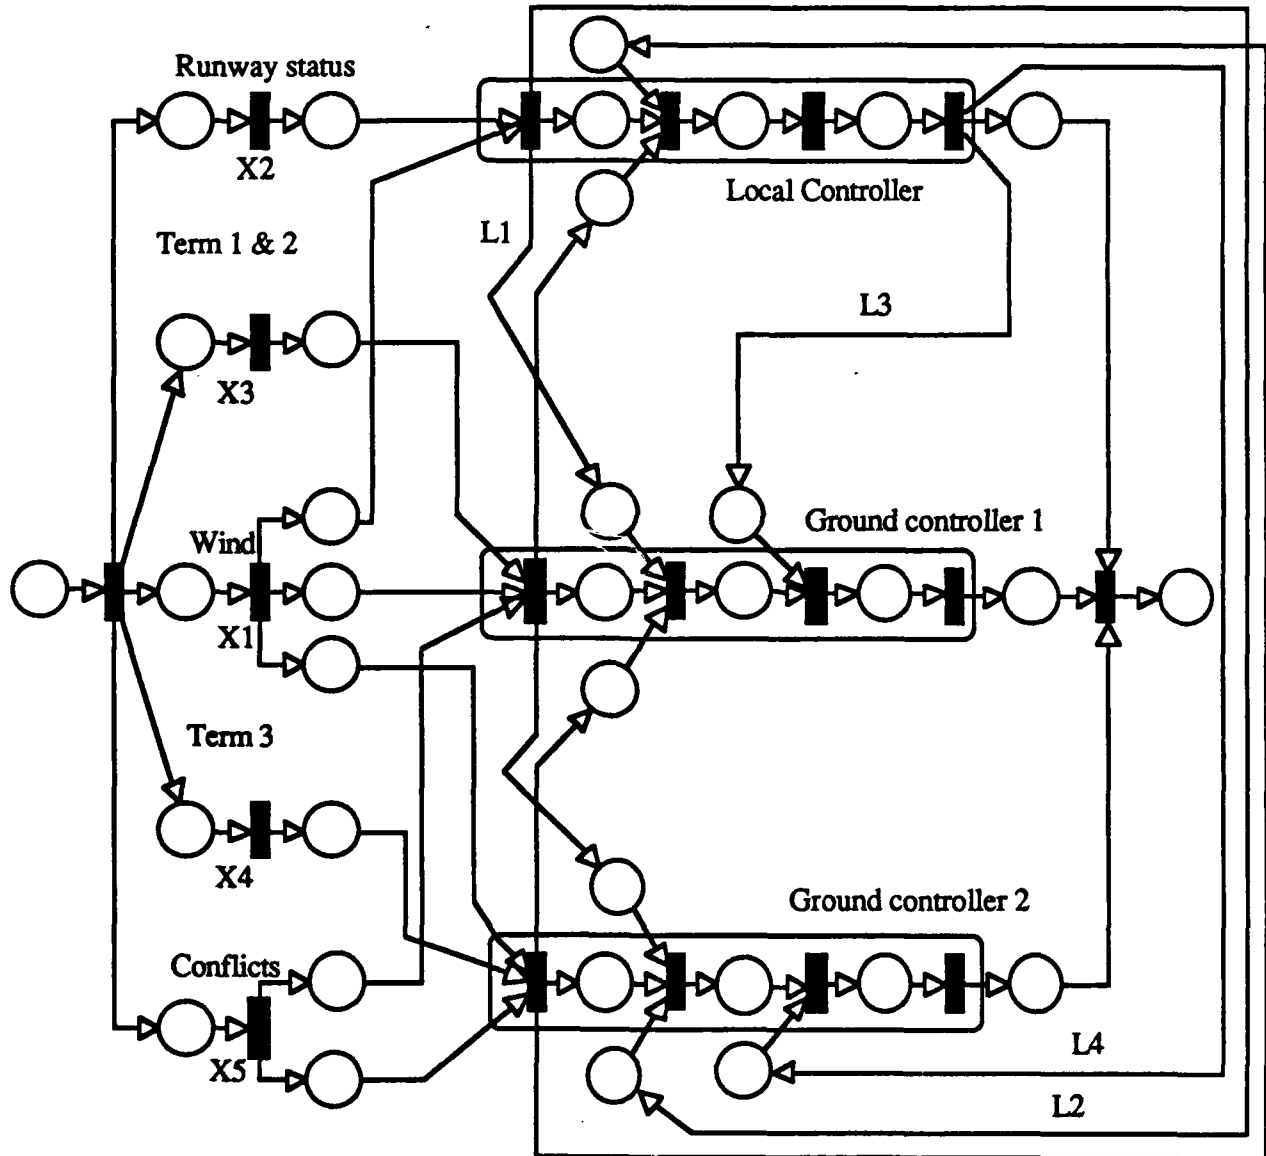 Runway status
X2
Local Controller
Term 1 & 2
L1
L3
X3
Ground controller 1
Wind
X1
Term 3
X4
Ground controller 2
Conflicts
X5
L4
L2